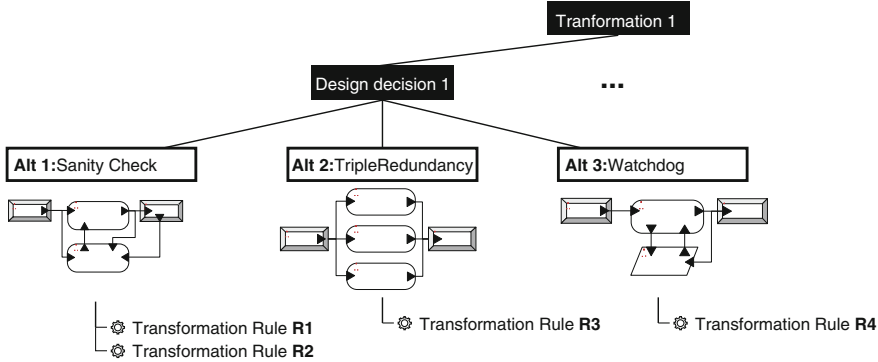 Tranformation 1
Design decision 1
...
Alt 1:Sanity Check
Alt 2:TripleRedundancy
Alt 3:Watchdog
Transformation Rule R1
Transformation Rule R2
Transformation Rule R3
Transformation Rule R4